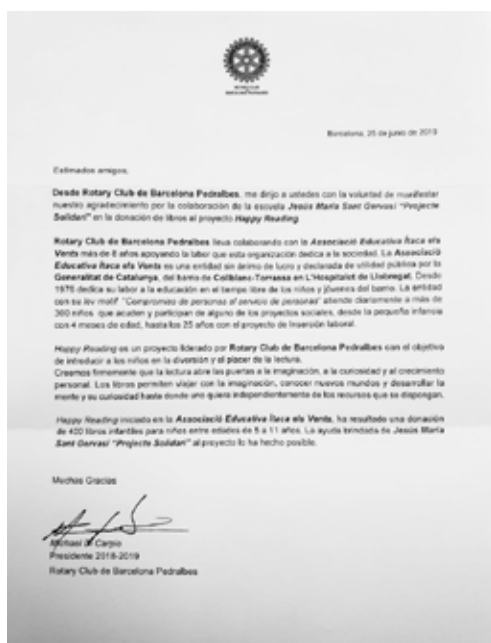 ROTARY CLUB
Barcelona Pedralbes
Barcelona, 25 de junio de 2019
Estimados amigos,
Desde Rotary Club de Barcelona Pedralbes, me dirijo a ustedes con la voluntad de manifestar
nuestro agradecimiento por la colaboración de la escuela Jesús Maria Sant Gervasi "Projecte
Solidari" en la donación de libros al proyecto Happy Reading.
Rotary Club de Barcelona Pedralbes lleva colaborando con la Associació Educativa Ítaca els
Vents más de 8 años apoyando la labor que esta organización dedica a la sociedad. La Associació
Educativa Ítaca els Vents es una entidad sin ánimo de lucro y declarada de utilidad pública por la
Generalitat de Catalunya, del barrio de Collblanc-Torrassa en L'Hospitalet de Llobregat. Desde
1976 dedica su labor a la educación en el tiempo libre de los niños y jóvenes del barrio. La entidad
con su lev motif "Compromeso de personas al servicio de personas" atiende diariamente a más de
300 niños que acuden y participan de alguno de los proyectos sociales, desde la pequeña infancia
con 4 meses de edad, hasta los 25 años con el proyecto de Inserción laboral.
Happy Reading es un proyecto liderado por Rotary Club de Barcelona Pedralbes con el objetivo
de introducir a los niños en la diversión y el placer de la lectura.
Creemos firmemente que la lectura abre las puertas a la imaginación, a la curiosidad y al crecimiento
personal. Los libros permiten viajar con la imaginación, conocer nuevos mundos y desarrollar la
mente y su curiosidad hasta donde uno quiera independientemente de los recursos que se dispongan.
Happy Reading iniciado en la Associació Educativa Ítaca els Vents, ha resultado una donación
de 400 libros infantiles para niños entre edades de 5 a 11 años. La ayuda brindada de Jesús Maria
Sant Gervasi "Projecte Solidari" al proyecto lo ha hecho posible.
Muchas Gracias
Michael Di Carpio
Presidente 2018-2019
Rotary Club de Barcelona Pedralbes